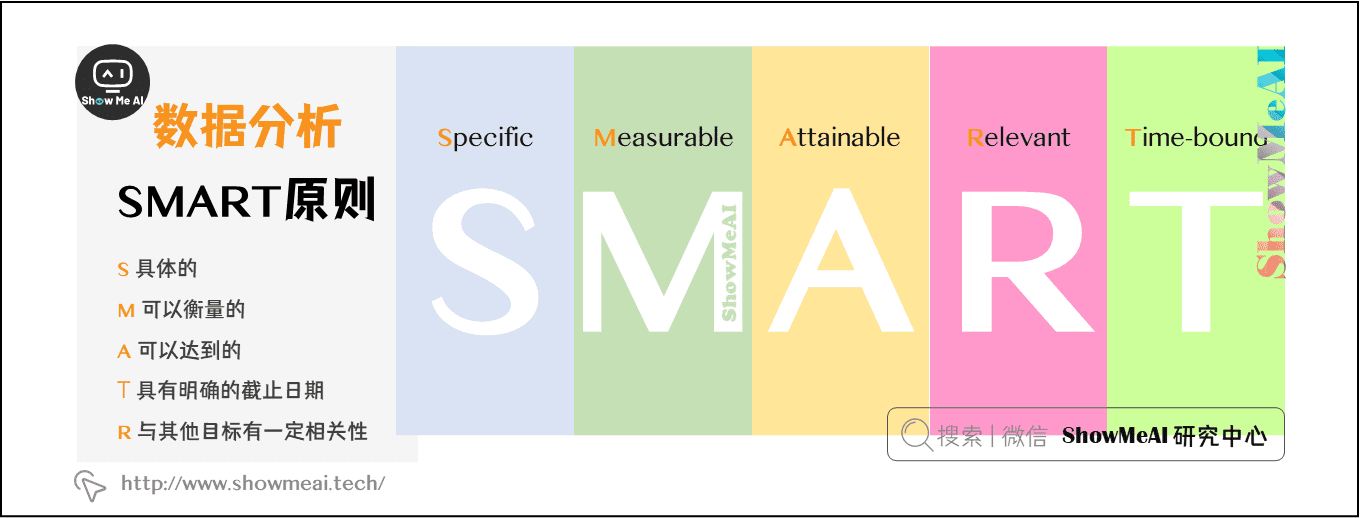 Show Me AI
数据分析
SMART原则
S 具体的
M 可以衡量的
A 可以达到的
T 具有明确的截止日期
R 与其他目标有一定相关性
http://www.showmeai.tech/
Specific
S
Measurable
M
ShowMeAI
Attainable
A
Relevant
R
Time-bound
T
ShowMeAI
搜索 | 微信 ShowMeAI 研究中心